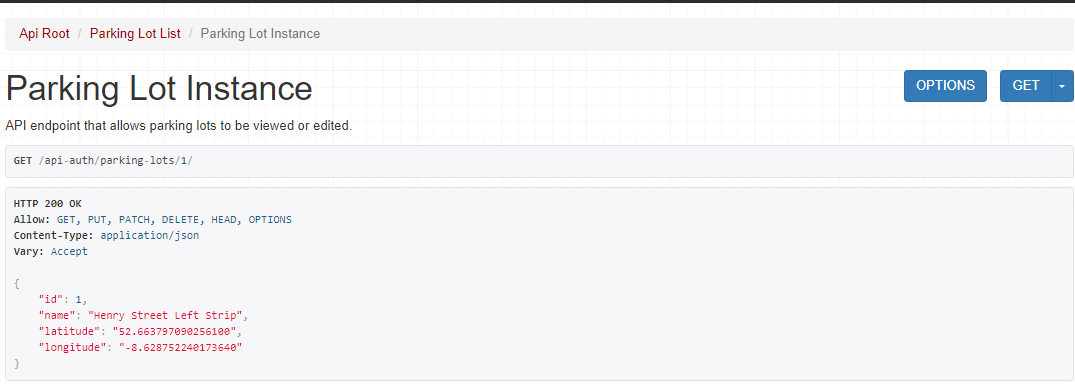 Api Root / Parking Lot List / Parking Lot Instance
Parking Lot Instance
OPTIONS
GET
API endpoint that allows parking lots to be viewed or edited.
GET /api-auth/parking-lots/1/
HTTP 200 OK
Allow: GET, PUT, PATCH, DELETE, HEAD, OPTIONS
Content-Type: application/json
Vary: Accept
{
"id": 1,
"name": "Henry Street Left Strip",
"latitude": "52.663797090256100",
"longitude": "-8.628752240173640"
}